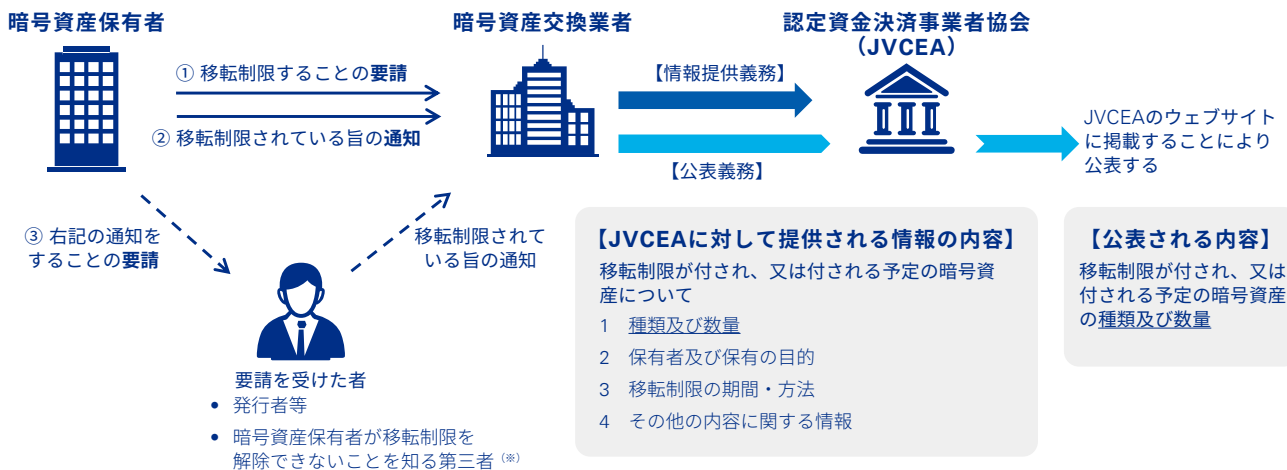 暗号資産保有者
暗号資産交換業者
認定資金決済事業者協会
（JVCEA）
① 移転制限することの要請
② 移転制限されている旨の通知
【情報提供義務】
【公表義務】
JVCEAのウェブサイト
に掲載することにより
公表する
③ 右記の通知を
することの要請
移転制限されて
いる旨の通知
要請を受けた者
• 発行者等
• 暗号資産保有者が移転制限を
解除できないことを知る第三者（※）
【JVCEAに対して提供される情報の内容】
移転制限が付され、又は付される予定の暗号資
産について
1 種類及び数量
2 保有者及び保有の目的
3 移転制限の期間・方法
4 その他の内容に関する情報
【公表される内容】
移転制限が付され、又は
付される予定の暗号資産
の種類及び数量